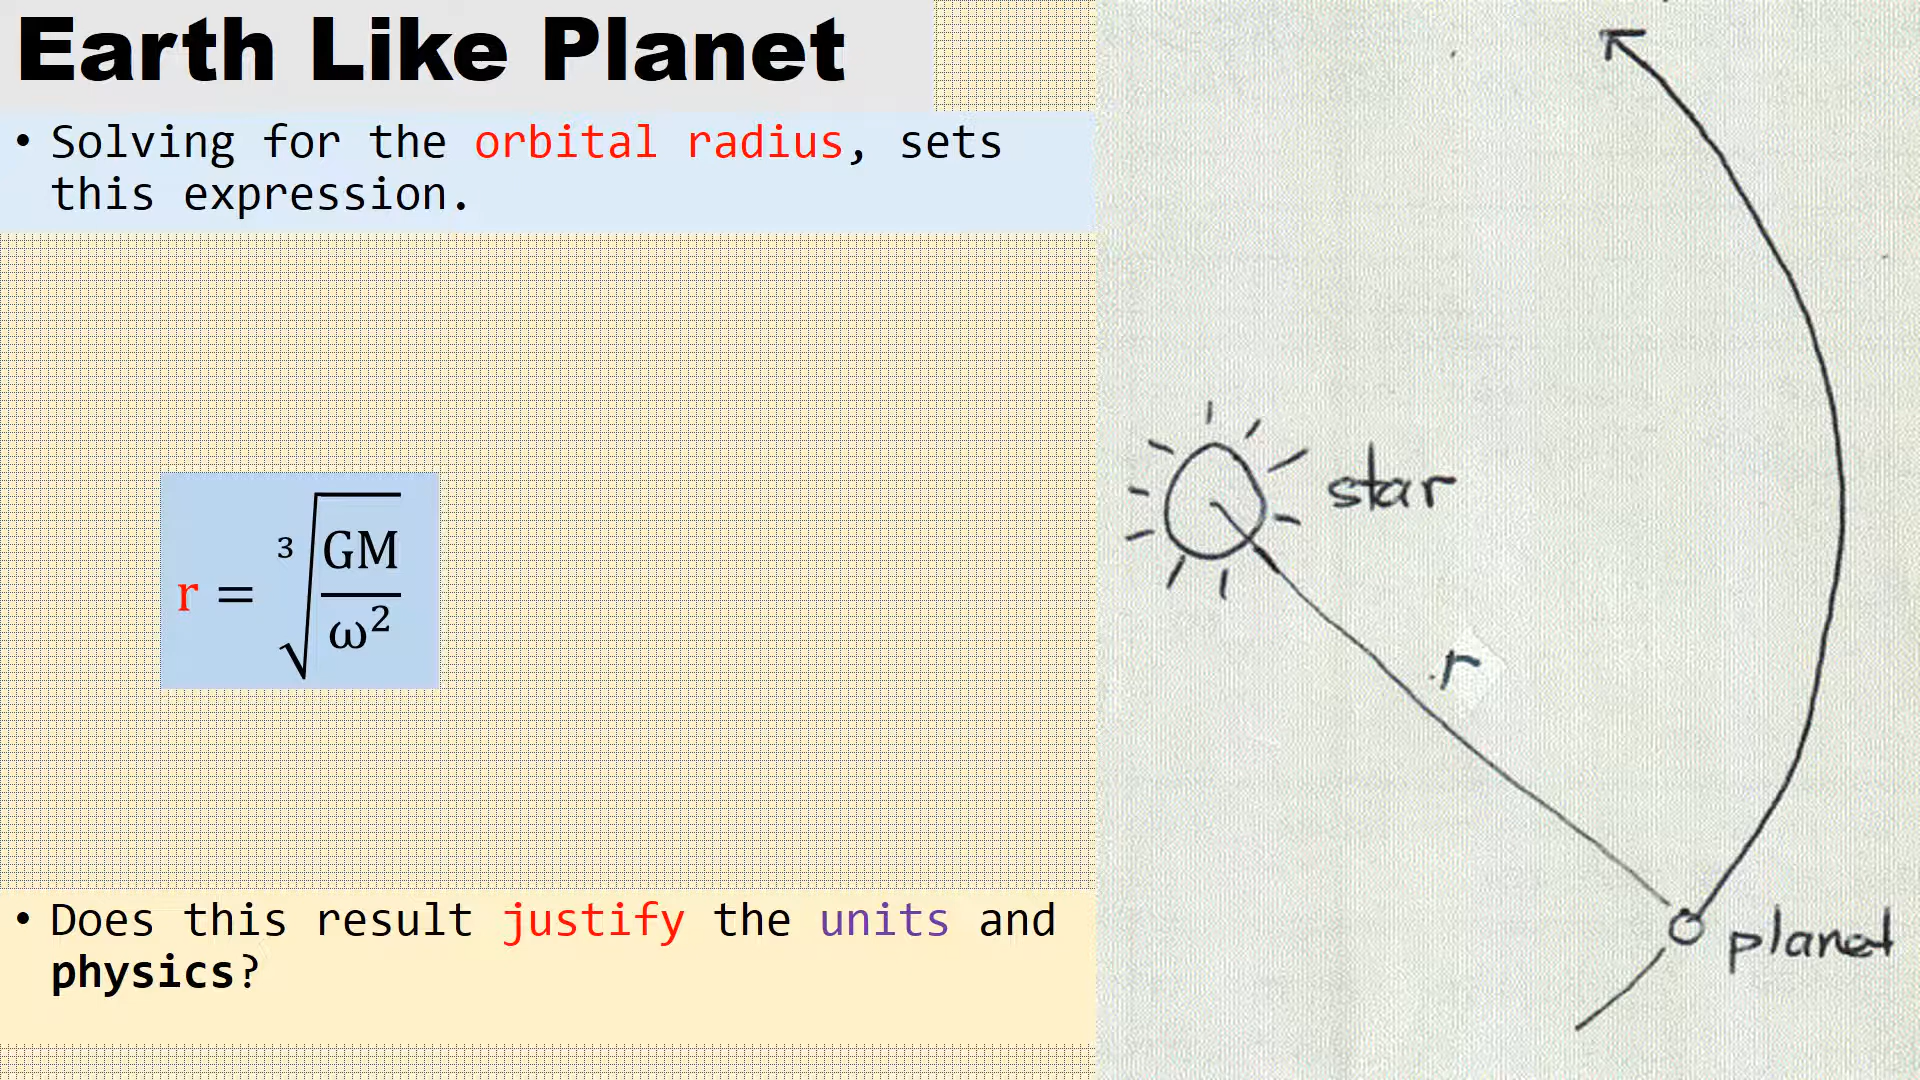 Earth Like Planet
• Solving for the orbital radius, sets
this expression.
r = ∛(GM/ω²)
• Does this result justify the units and
physics?
star
r
planet